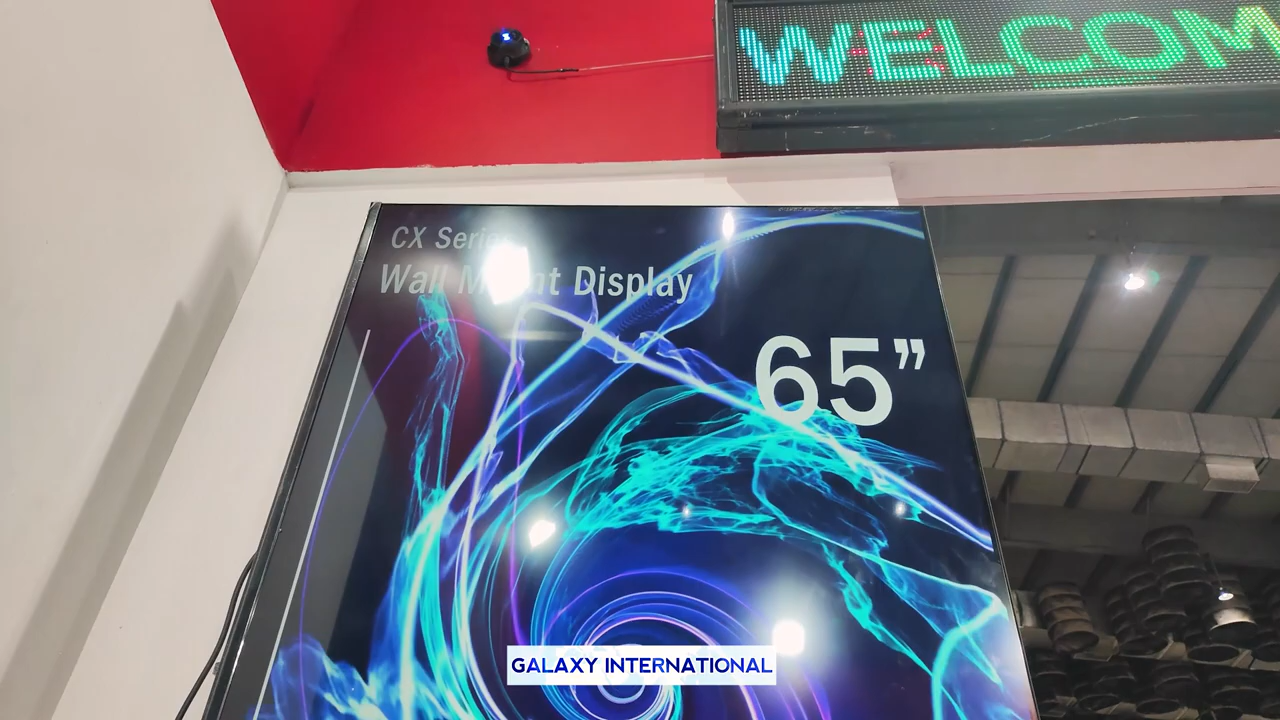 WELCOM
CX Series
Wall Mount Display
65”
GALAXY INTERNATIONAL